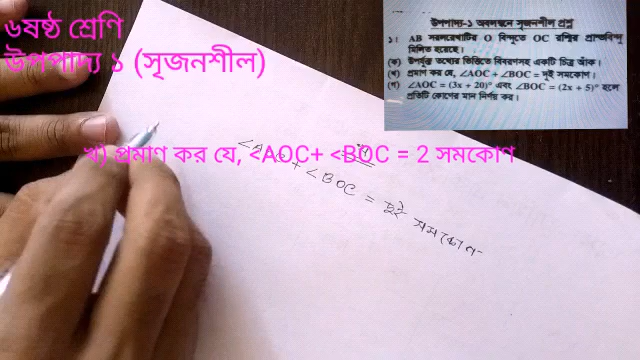 ৬ষষ্ঠ শ্রেণি
উপপাদ্য ১ (সৃজনশীল)
উপপাদ্য-১ অবলম্বনে সৃজনশীল প্রশ্ন
১। AB সরলরেখাটির O বিন্দুতে OC রশ্মির প্রান্তবিন্দু
মিলিত হয়েছে।
(ক) উপর্যুক্ত তথ্যের ভিত্তিতে বিবরণসহ একটি চিত্র আঁক।
(খ) প্রমাণ কর যে, ∠AOC + ∠BOC = দুই সমকোণ।
(গ) ∠AOC = (3x + 20)° এবং ∠BOC = (2x + 5)° হলে
প্রতিটি কোণের মান নির্ণয় কর।
খ) প্রমাণ কর যে, <AOC+ <BOC = 2 সমকোণ
∠AOC + ∠BOC = দুই সমকোন